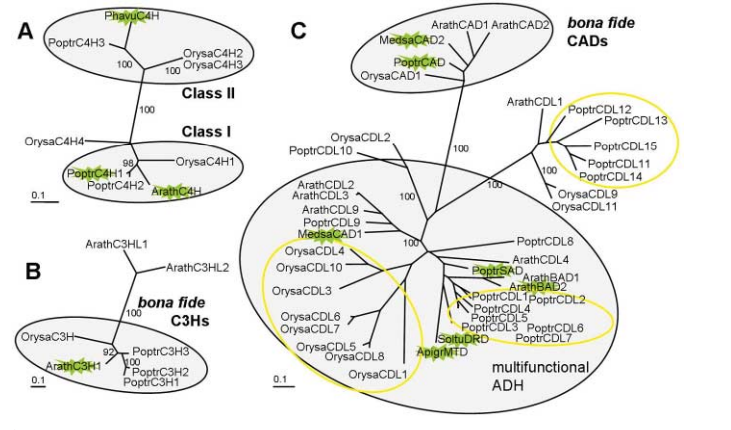 A
PhavuC4H
PoptrC4H3
OrysaC4H2
OrysaC4H3
100
100
Class II
100
Class I
OrysaC4H4
98
OrysaC4H1
PoptrC4H1
PoptrC4H2
ArathC4H
0.1
B
ArathC3HL1
ArathC3HL2
bona fide
C3Hs
100
OrysaC3H
92
PoptrC3H3
100
ArathC3H1
PoptrC3H2
PoptrC3H1
0.1
C
ArathCAD1
ArathCAD2
MedsaCAD2
PoptrCAD
OrysaCAD1
bona fide
CADs
ArathCDL1
PoptrCDL12
PoptrCDL13
PoptrCDL15
PoptrCDL11
PoptrCDL14
100
OrysaCDL9
OrysaCDL11
OrysaCDL2
PoptrCDL10
100
100
ArathCDL2
ArathCDL3
100
ArathCDL9
PoptrCDL9
MedsaCAD1
100
OrysaCDL4
OrysaCDL10
OrysaCDL3
OrysaCDL6
OrysaCDL7
OrysaCDL5
OrysaCDL8
OrysaCDL1
PoptrCDL8
ArathCDL4
PoptrSAD
ArathBAD1
ArathBAD2
PoptrCDL1
PoptrCDL2
PoptrCDL4
PoptrCDL5
PoptrCDL3
PoptrCDL6
PoptrCDL7
SoltuDRD
ApigrMTD
multifunctional
ADH
0.1